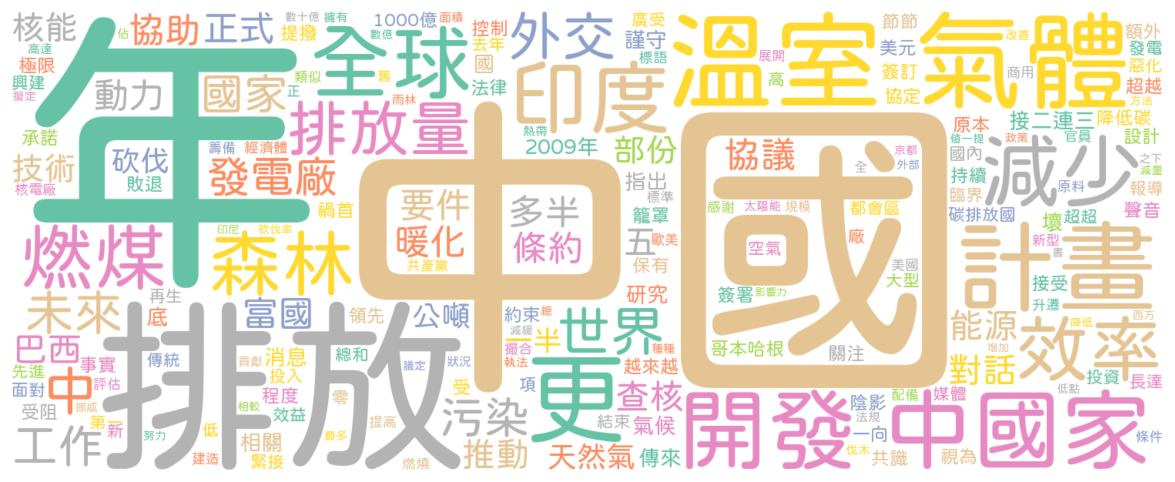 核能
高達
極限
興建
擬定
年
佔
協助
正式
數十億
提撥
類似
擁有
數億
舊
正
全球
1000億
去年
面積
控制
國
法律
外交
廣受
謹守
標語
印度
溫室
氣體
展開
高
節節
美元
簽訂
協定
改善
商用
額外
發電
惡化
超越
方法
動力
國家
排放量
雨林
熱帶
2009年
部份
承諾
技術
核電廠
砍伐
敗退
發電廠
籌備
經濟體
禍首
中
國
協議
原本
接二連三
降低碳
設計
值一提
政策
官員
國內
減少
之下
減量
持續
臨界
原料
報導
碳排放國
壞
超超
聲音
指出
標準
籠罩
五
歐美
保有
要件
暖化
共產黨
多半
條約
感謝
太陽能
規模
都會區
京都
外部
全
空氣
廠
美國
大型
簽署
影響力
哥本哈根
關注
燃煤
森林
印尼
砍伐率
計畫
新型
書
接受
升遷
西方
未來
再生
底
富國
領先
公噸
約束
總
減緩
一半
撮合
執法
世界
研究
種種
越來越
能源
降低
增加
效率
巴西
事實
先進
評估
面對
挪威
受阻
第一
新
中
傳統
排放
消息
貢獻
投入
程度
相較
效益
總和
議定
狀況
零
受
項
更
查核
氣候
結束
對話
低點
投資
長達
工作
努力
低
建造
相關
緊接
最多
提高
燃燒
污染
推動
天然氣
傳來
開發中國家
配備
陰影
法規
媒體
一向
伐木
共識
視為
條件